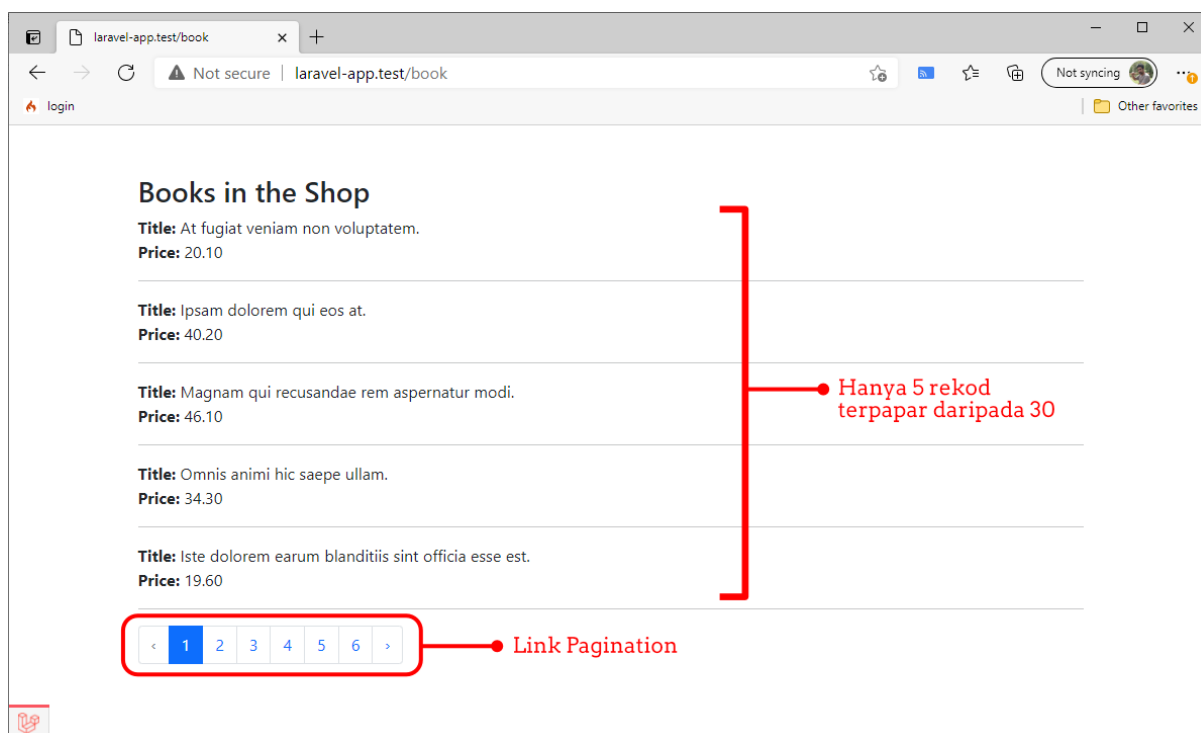 laravel-app.test/book
Not secure | laravel-app.test/book
Not syncing
login
Other favorites
Books in the Shop
Title: At fugiat veniam non voluptatem.
Price: 20.10
Title: Ipsam dolorem qui eos at.
Price: 40.20
Title: Magnam qui recusandae rem aspernatur modi.
Price: 46.10
Hanya 5 rekod
terpapar daripada 30
Title: Omnis animi hic saepe ullam.
Price: 34.30
Title: Iste dolorem earum blanditiis sint officia esse est.
Price: 19.60
‹ 1 2 3 4 5 6 ›
Link Pagination